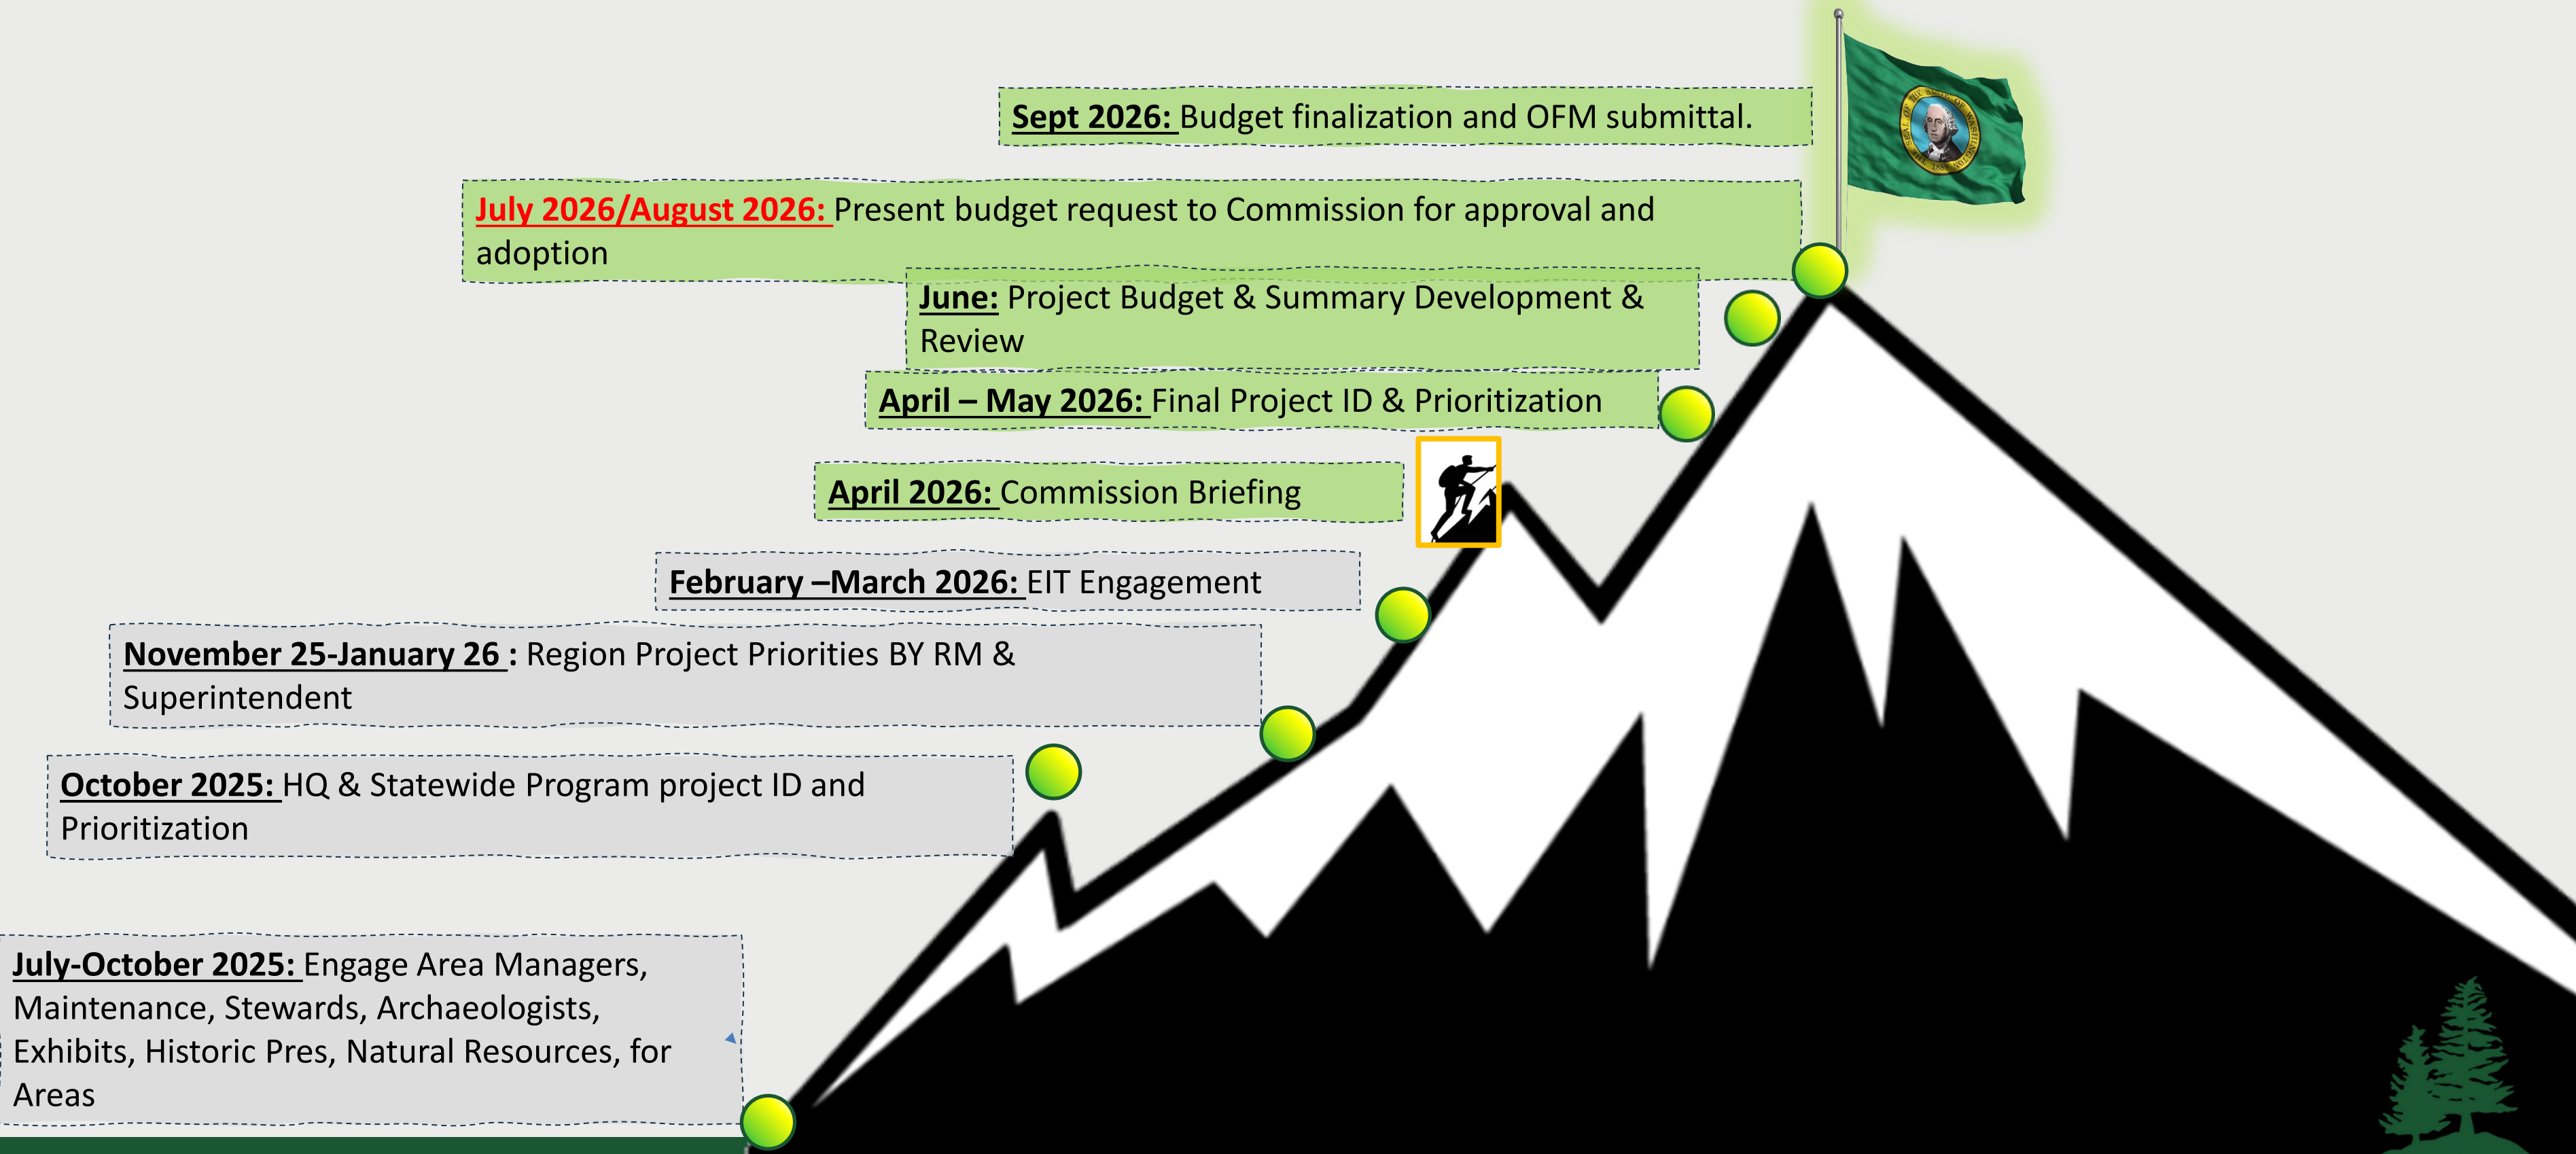 Sept 2026: Budget finalization and OFM submittal.
July 2026/August 2026: Present budget request to Commission for approval and
adoption
June: Project Budget & Summary Development &
Review
April – May 2026: Final Project ID & Prioritization
April 2026: Commission Briefing
February –March 2026: EIT Engagement
November 25-January 26 : Region Project Priorities BY RM &
Superintendent
October 2025: HQ & Statewide Program project ID and
Prioritization
July-October 2025: Engage Area Managers,
Maintenance, Stewards, Archaeologists,
Exhibits, Historic Pres, Natural Resources, for
Areas